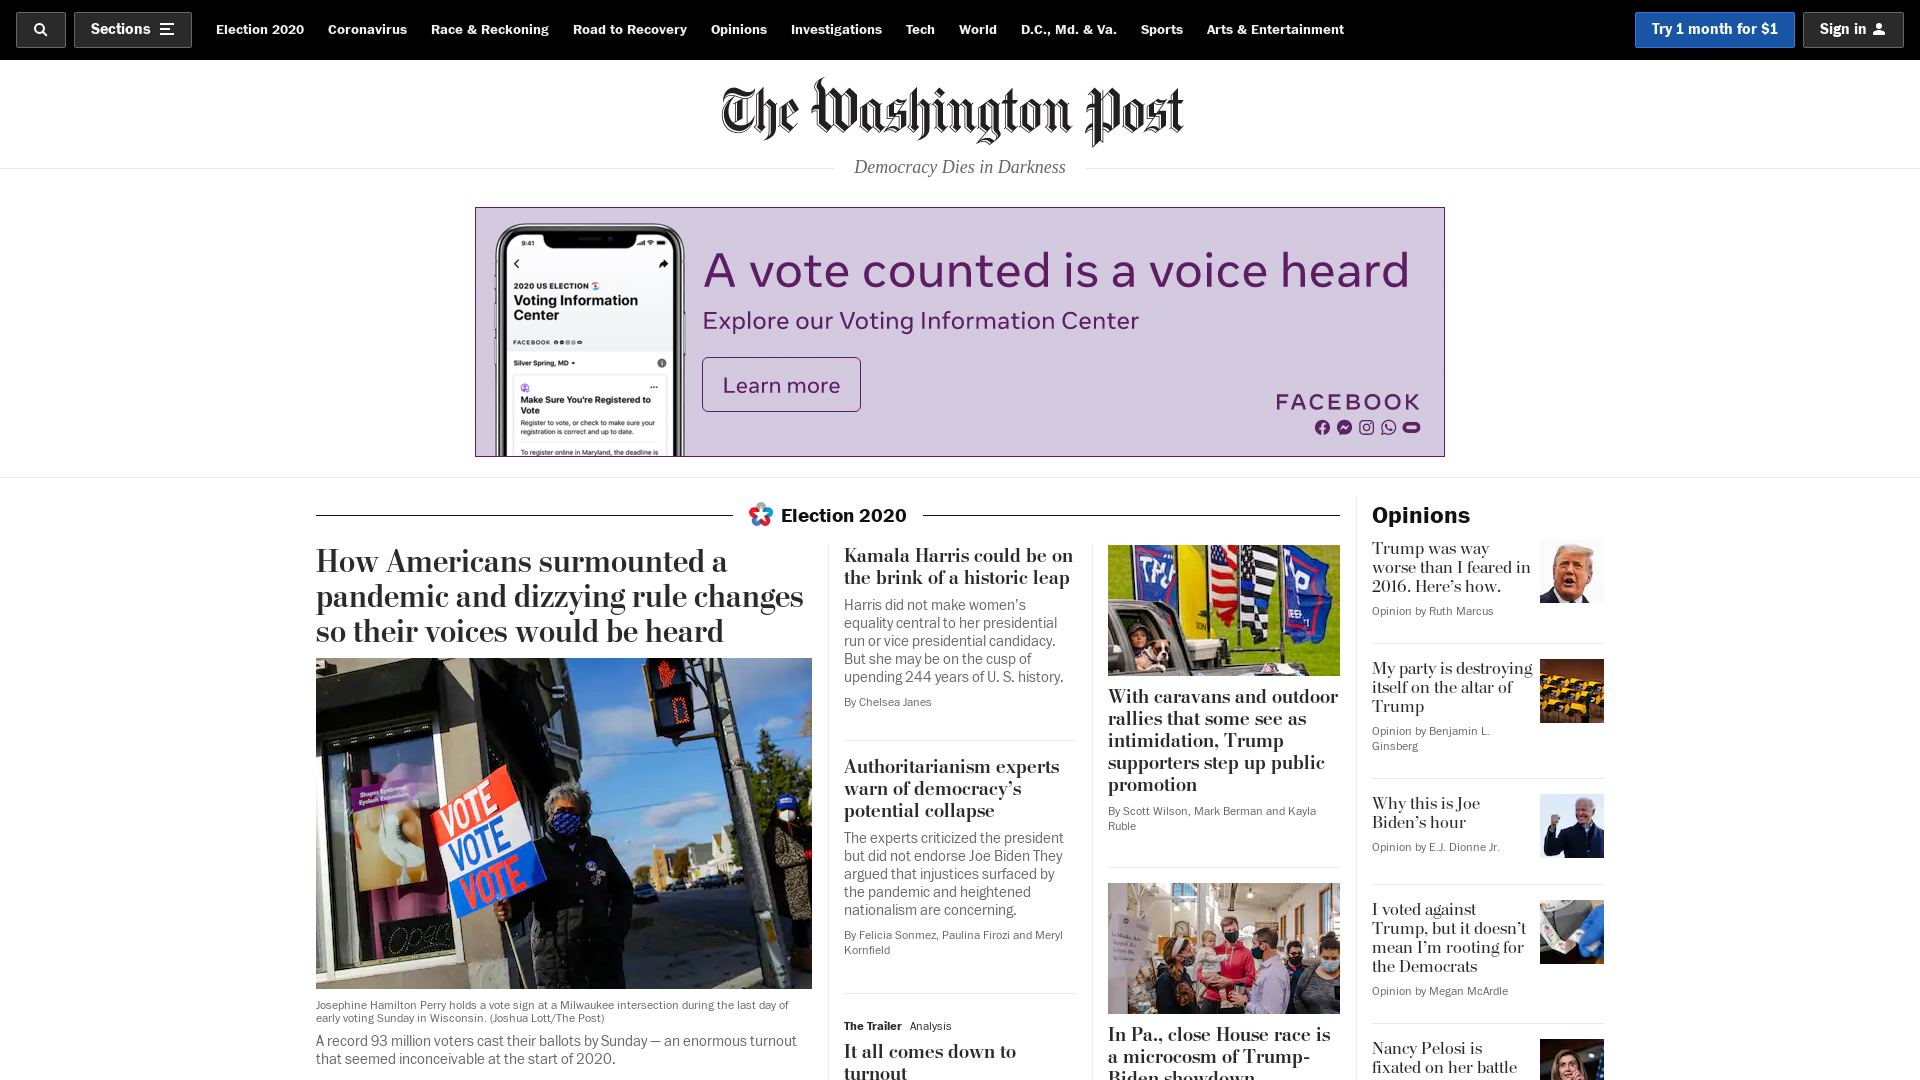 Sections
Election 2020
Coronavirus
Race & Reckoning
Road to Recovery
Opinions
Investigations
Tech
World
D.C., Md. & Va.
Sports
Arts & Entertainment
Try 1 month for $1
Sign in
The Washington Post
Democracy Dies in Darkness
9:41
2020 US ELECTION
Voting Information
Center
FACEBOOK
Silver Spring, MD
Make Sure You're Registered to
Vote
Register to vote, or check to make sure your
registration is correct and up to date.
To register online in Maryland, the deadline is
A vote counted is a voice heard
Explore our Voting Information Center
Learn more
FACEBOOK
Election 2020
How Americans surmounted a
pandemic and dizzying rule changes
so their voices would be heard
VOTE
VOTE
VOTE
Open
Josephine Hamilton Perry holds a vote sign at a Milwaukee intersection during the last day of
early voting Sunday in Wisconsin. (Joshua Lott/The Post)
A record 93 million voters cast their ballots by Sunday — an enormous turnout
that seemed inconceivable at the start of 2020.
Kamala Harris could be on
the brink of a historic leap
Harris did not make women's
equality central to her presidential
run or vice presidential candidacy.
But she may be on the cusp of
upending 244 years of U. S. history.
By Chelsea Janes
Authoritarianism experts
warn of democracy's
potential collapse
The experts criticized the president
but did not endorse Joe Biden They
argued that injustices surfaced by
the pandemic and heightened
nationalism are concerning.
By Felicia Sonmez, Paulina Firozi and Meryl
Kornfield
The Trailer Analysis
It all comes down to
turnout
With caravans and outdoor
rallies that some see as
intimidation, Trump
supporters step up public
promotion
By Scott Wilson, Mark Berman and Kayla
Ruble
In Pa., close House race is
a microcosm of Trump-
Biden showdown
Opinions
Trump was way
worse than I feared in
2016. Here's how.
Opinion by Ruth Marcus
My party is destroying
itself on the altar of
Trump
Opinion by Benjamin L.
Ginsberg
Why this is Joe
Biden's hour
Opinion by E.J. Dionne Jr.
I voted against
Trump, but it doesn't
mean I'm rooting for
the Democrats
Opinion by Megan McArdle
Nancy Pelosi is
fixated on her battle